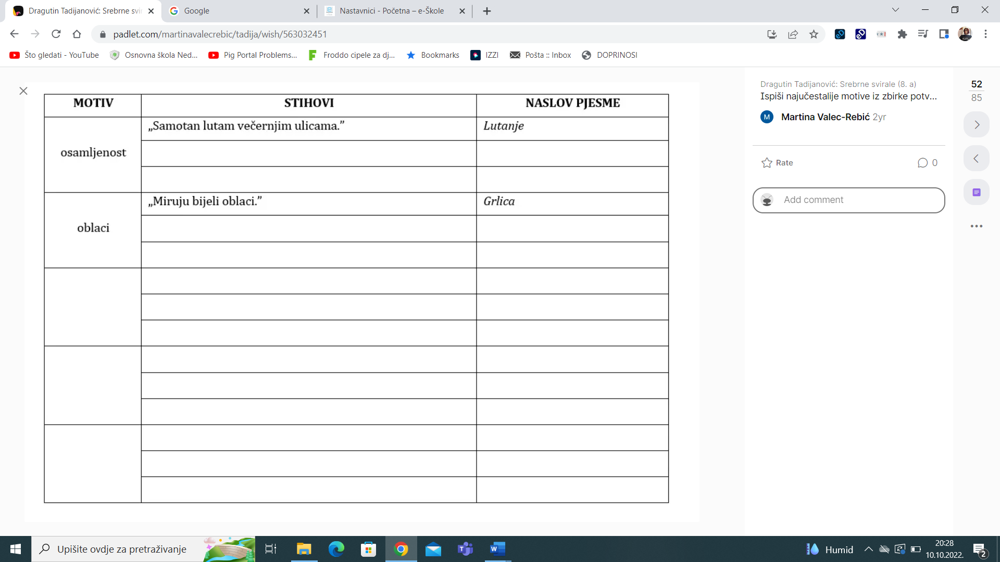 Dragutin Tadijanović: Srebrne svir
Google
Nastavnici - Početna – e-Škole
padlet.com/martinavalecrebic/tadija/wish/563032451
Što gledati - YouTube
Osnovna škola Ned...
Pig Portal Problems...
Froddo cipele za dj...
Bookmarks
IZZI
Pošta :: Inbox
DOPRINOSI
MOTIV
STIHOVI
NASLOV PJESME
osamljenost
„Samotan lutam večernjim ulicama.”
Lutanje
oblaci
„Miruju bijeli oblaci.”
Grlica
Dragutin Tadijanović: Srebrne svirale (8. a)
Ispiši najučestalije motive iz zbirke potv...
M
Martina Valec-Rebić 2yr
Rate
0
Add comment
52
85
Upišite ovdje za pretraživanje
Humid
20:28
10.10.2022.
2